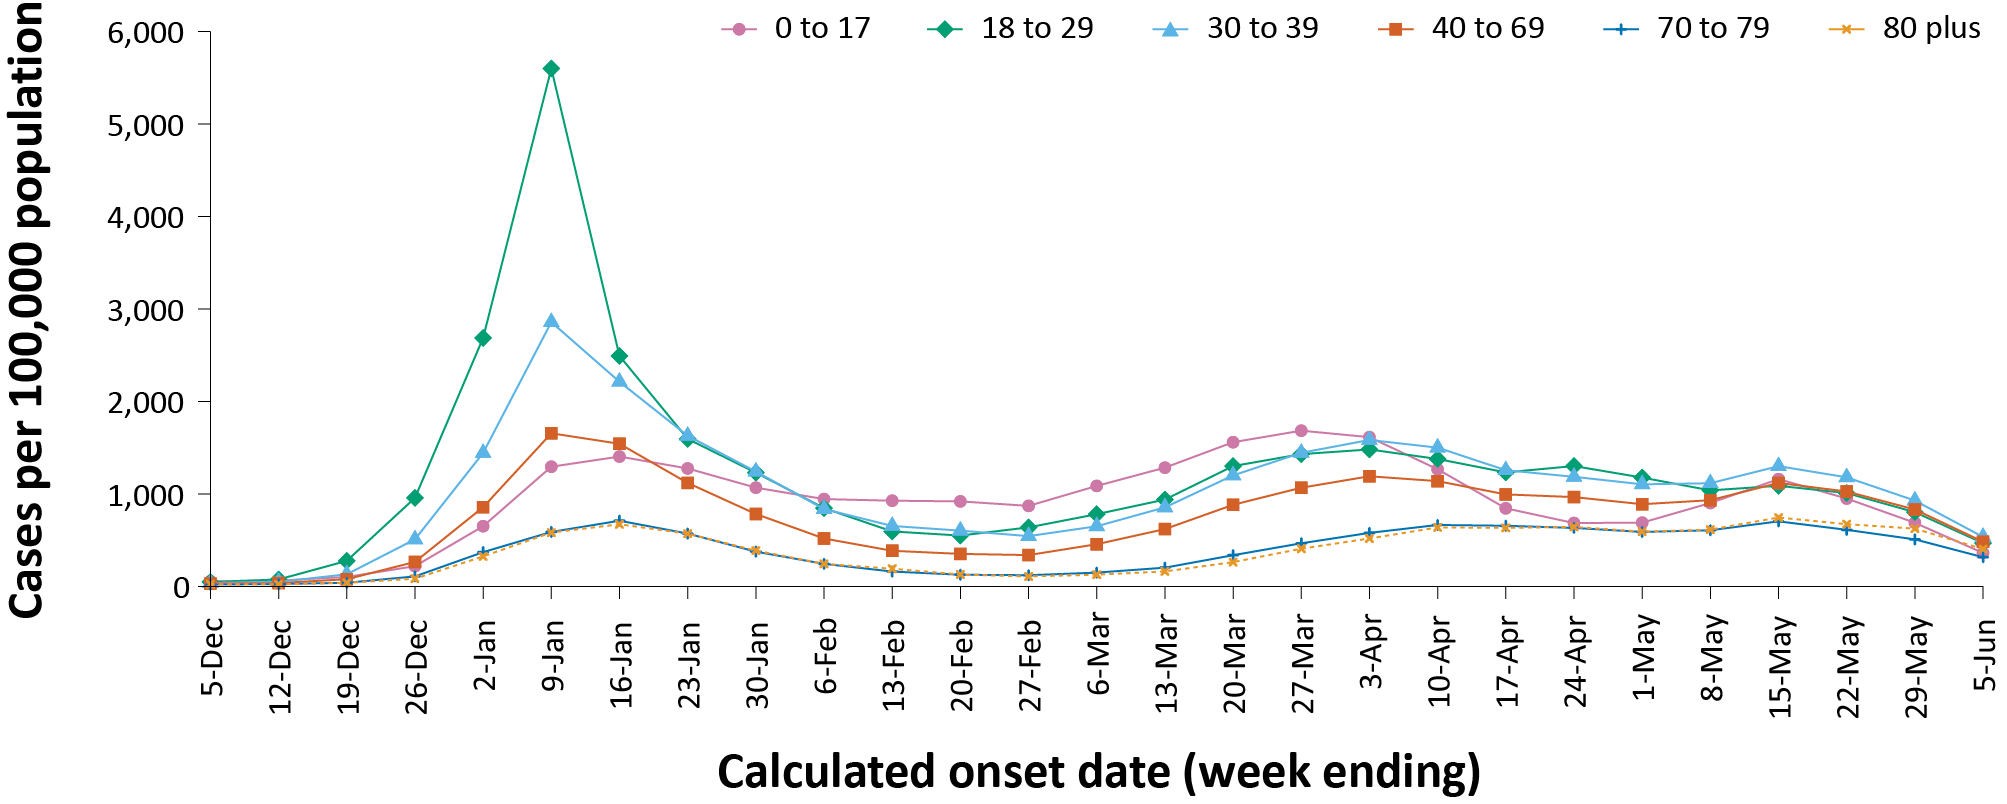 Cases per 100,000 population
6,000
5,000
4,000
3,000
2,000
1,000
0
0 to 17
18 to 29
30 to 39
40 to 69
70 to 79
80 plus
5-Dec
12-Dec
19-Dec
26-Dec
2-Jan
9-Jan
16-Jan
23-Jan
30-Jan
6-Feb
13-Feb
20-Feb
27-Feb
6-Mar
13-Mar
20-Mar
27-Mar
3-Apr
10-Apr
17-Apr
24-Apr
1-May
8-May
15-May
22-May
29-May
5-Jun
Calculated onset date (week ending)